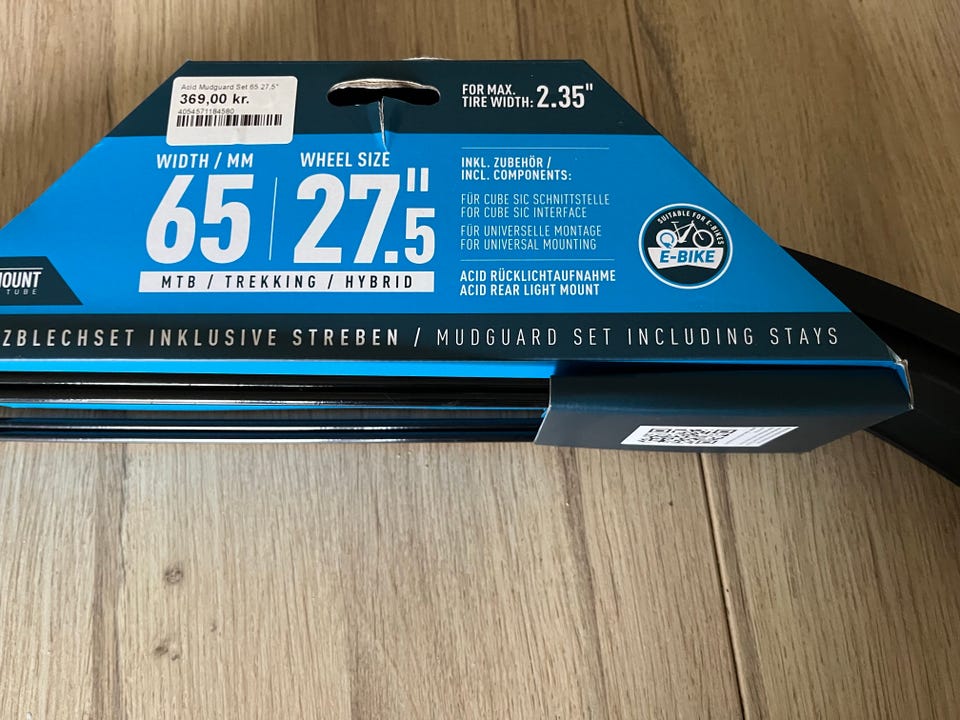 Acid Mudguard Set 65 27,5"
369,00 kr.
4054571184580
FOR MAX.
TIRE WIDTH: 2.35"
WIDTH / MM
65
WHEEL SIZE
27.5"
MTB / TREKKING / HYBRID
INKL. ZUBEHÖR /
INCL. COMPONENTS:
FÜR CUBE SIC SCHNITTSTELLE
FOR CUBE SIC INTERFACE
FÜR UNIVERSELLE MONTAGE
FOR UNIVERSAL MOUNTING
ACID RÜCKLICHTAUFNAHME
ACID REAR LIGHT MOUNT
SUITABLE FOR E-BIKES
E-BIKE
MOUNT
TUBE
ZBLECHSET INKLUSIVE STREBEN / MUDGUARD SET INCLUDING STAYS